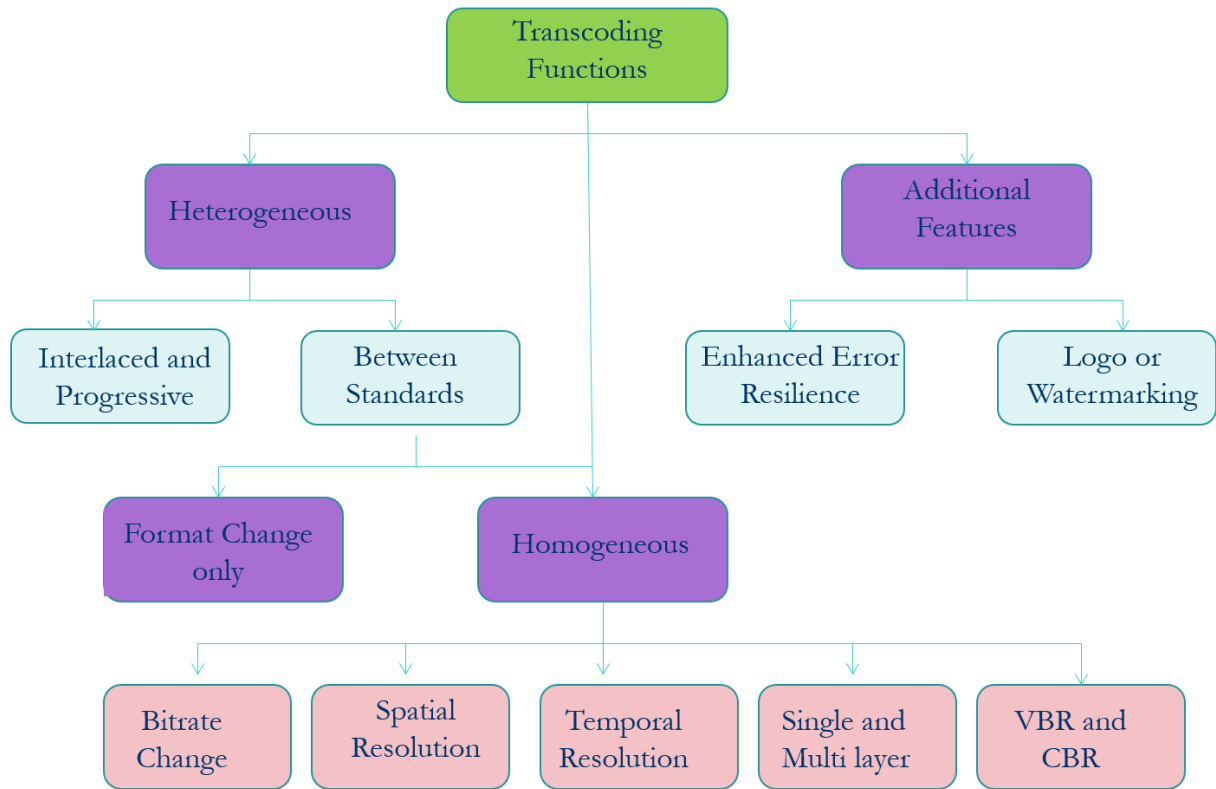 Transcoding
Functions
Heterogeneous
Additional
Features
Interlaced and
Progressive
Between
Standards
Enhanced Error
Resilience
Logo or
Watermarking
Format Change
only
Homogeneous
Bitrate
Change
Spatial
Resolution
Temporal
Resolution
Single and
Multi layer
VBR and
CBR